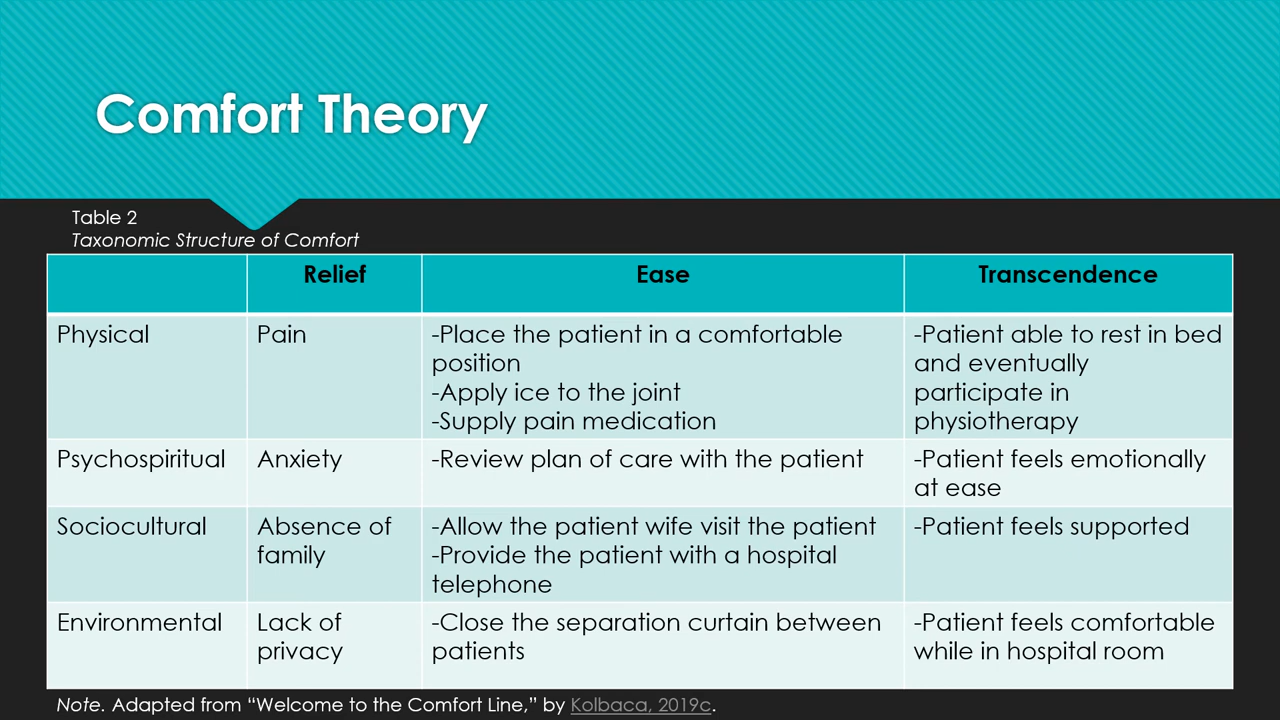 Comfort Theory
Table 2
Taxonomic Structure of Comfort
Relief
Ease
Transcendence
Physical
Pain
-Place the patient in a comfortable
position
-Apply ice to the joint
-Supply pain medication
-Patient able to rest in bed
and eventually
participate in
physiotherapy
Psychospiritual
Anxiety
-Review plan of care with the patient
-Patient feels emotionally
at ease
Sociocultural
Absence of
family
-Allow the patient wife visit the patient
-Provide the patient with a hospital
telephone
-Patient feels supported
Environmental
Lack of
privacy
-Close the separation curtain between
patients
-Patient feels comfortable
while in hospital room
Note. Adapted from “Welcome to the Comfort Line,” by Kolbaca, 2019c.